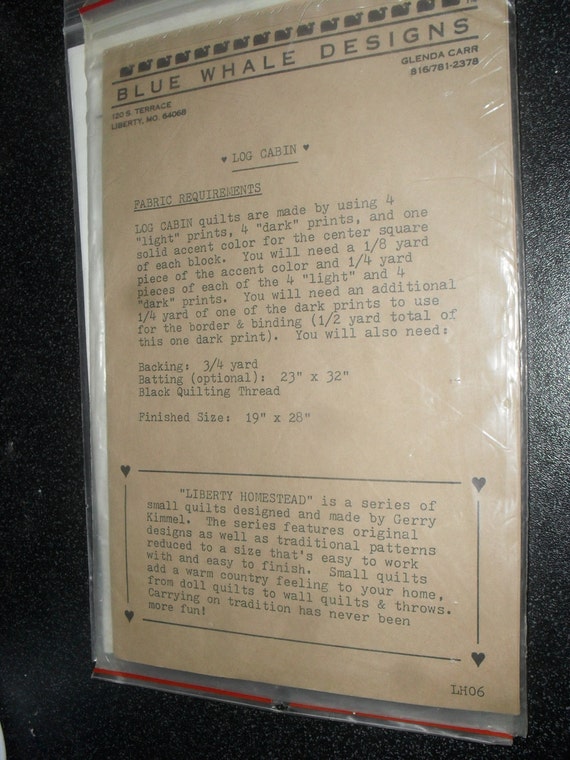 TM
BLUE WHALE DESIGNS
120 S. TERRACE
LIBERTY, MO 64068
GLENDA CARR
816/781-2378
♥ LOG CABIN ♥
FABRIC REQUIREMENTS
LOG CABIN quilts are made by using 4
"light" prints, 4 "dark" prints, and one
solid accent color for the center square
of each block. You will need a 1/8 yard
piece of the accent color and 1/4 yard
pieces of each of the 4 "light" and 4
"dark" prints. You will need an additional
1/4 yard of one of the dark prints to use
for the border & binding (1/2 yard total of
this one dark print). You will also need:
Backing: 3/4 yard
Batting (optional): 23" x 32"
Black Quilting Thread
Finished Size: 19" x 28"
"LIBERTY HOMESTEAD" is a series of
small quilts designed and made by Gerry
Kimmel. The series features original
designs as well as traditional patterns
reduced to a size that's easy to work
with and easy to finish. Small quilts
add a warm country feeling to your home,
from doll quilts to wall quilts & throws.
Carrying on tradition has never been
more fun!
LH06